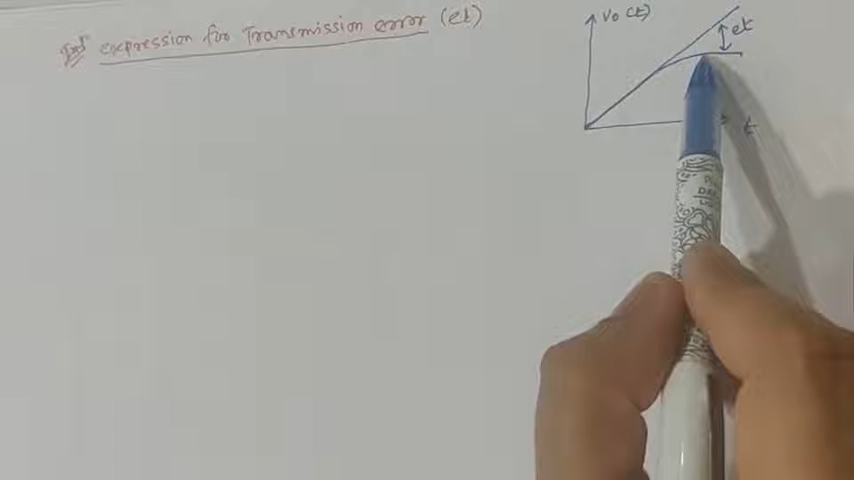 expression for Transmission error (et)
Vo (t)
et
t